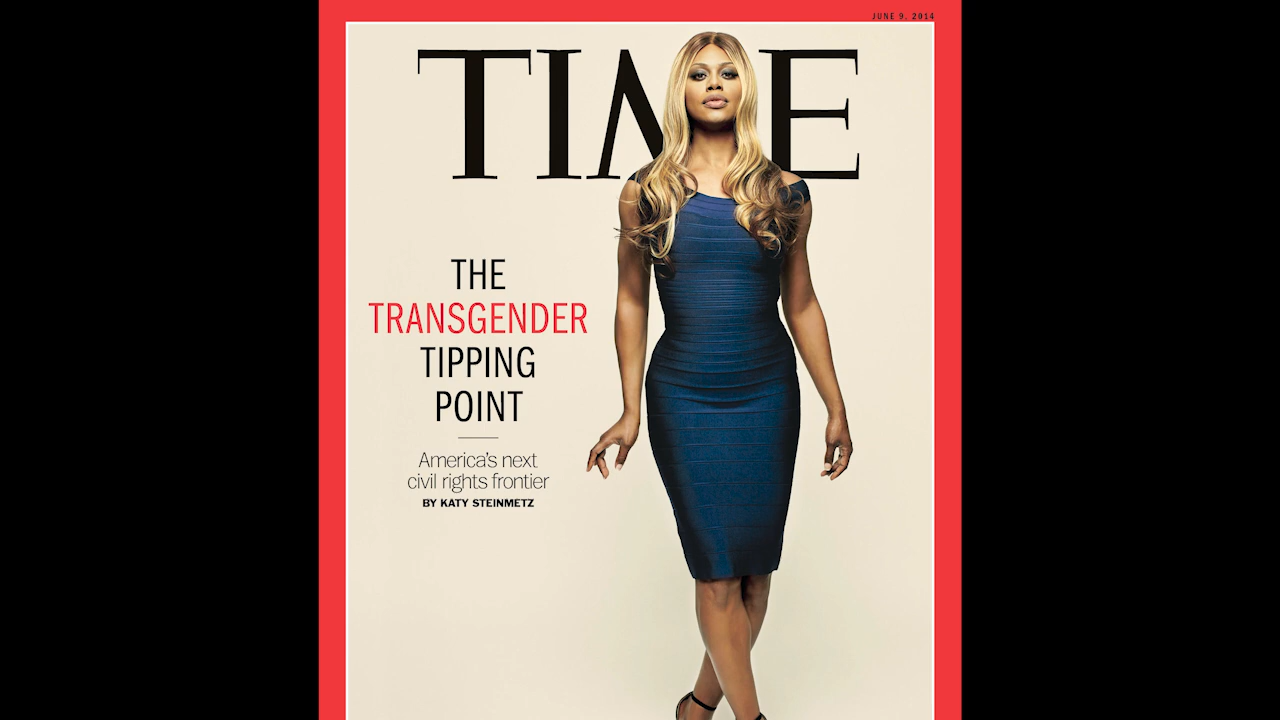 JUNE 9, 2014
TIME
THE
TRANSGENDER
TIPPING
POINT
America's next
civil rights frontier
BY KATY STEINMETZ